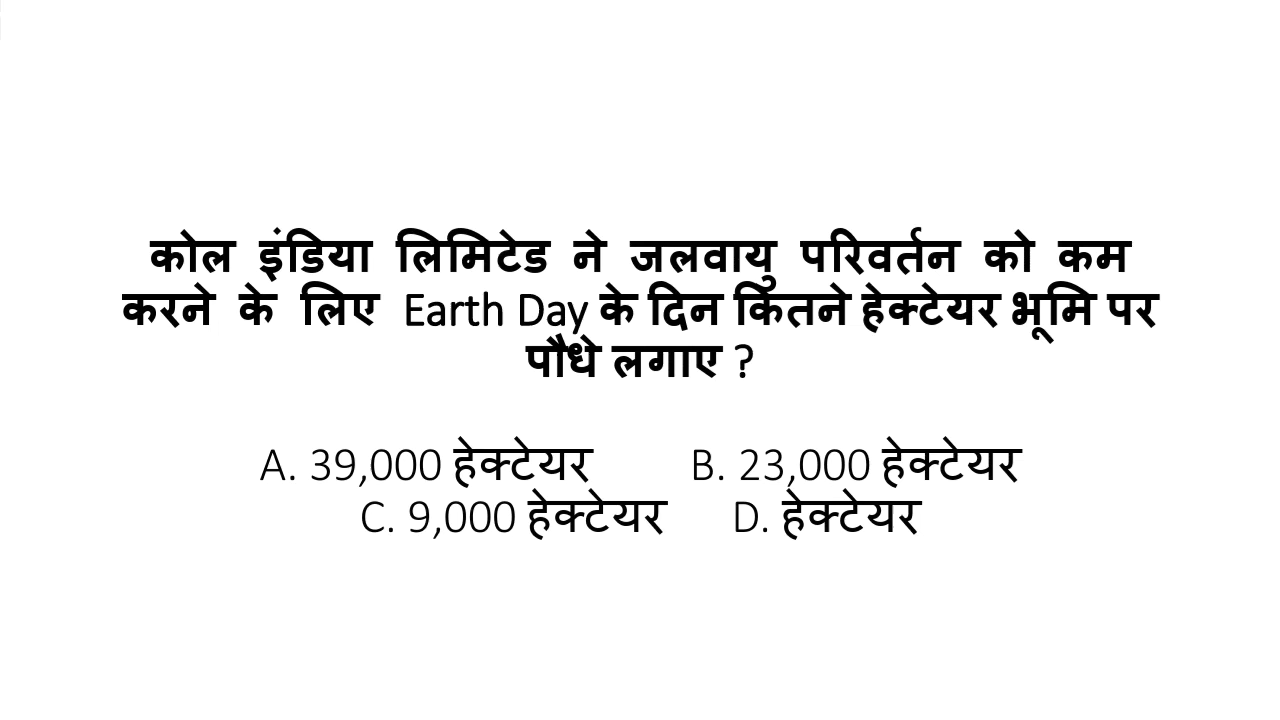 कोल इंडिया लिमिटेड ने जलवायु परिवर्तन को कम
करने के लिए Earth Day के दिन कितने हेक्टेयर भूमि पर
पौधे लगाए ?
A. 39,000 हेक्टेयर B. 23,000 हेक्टेयर
C. 9,000 हेक्टेयर D. हेक्टेयर